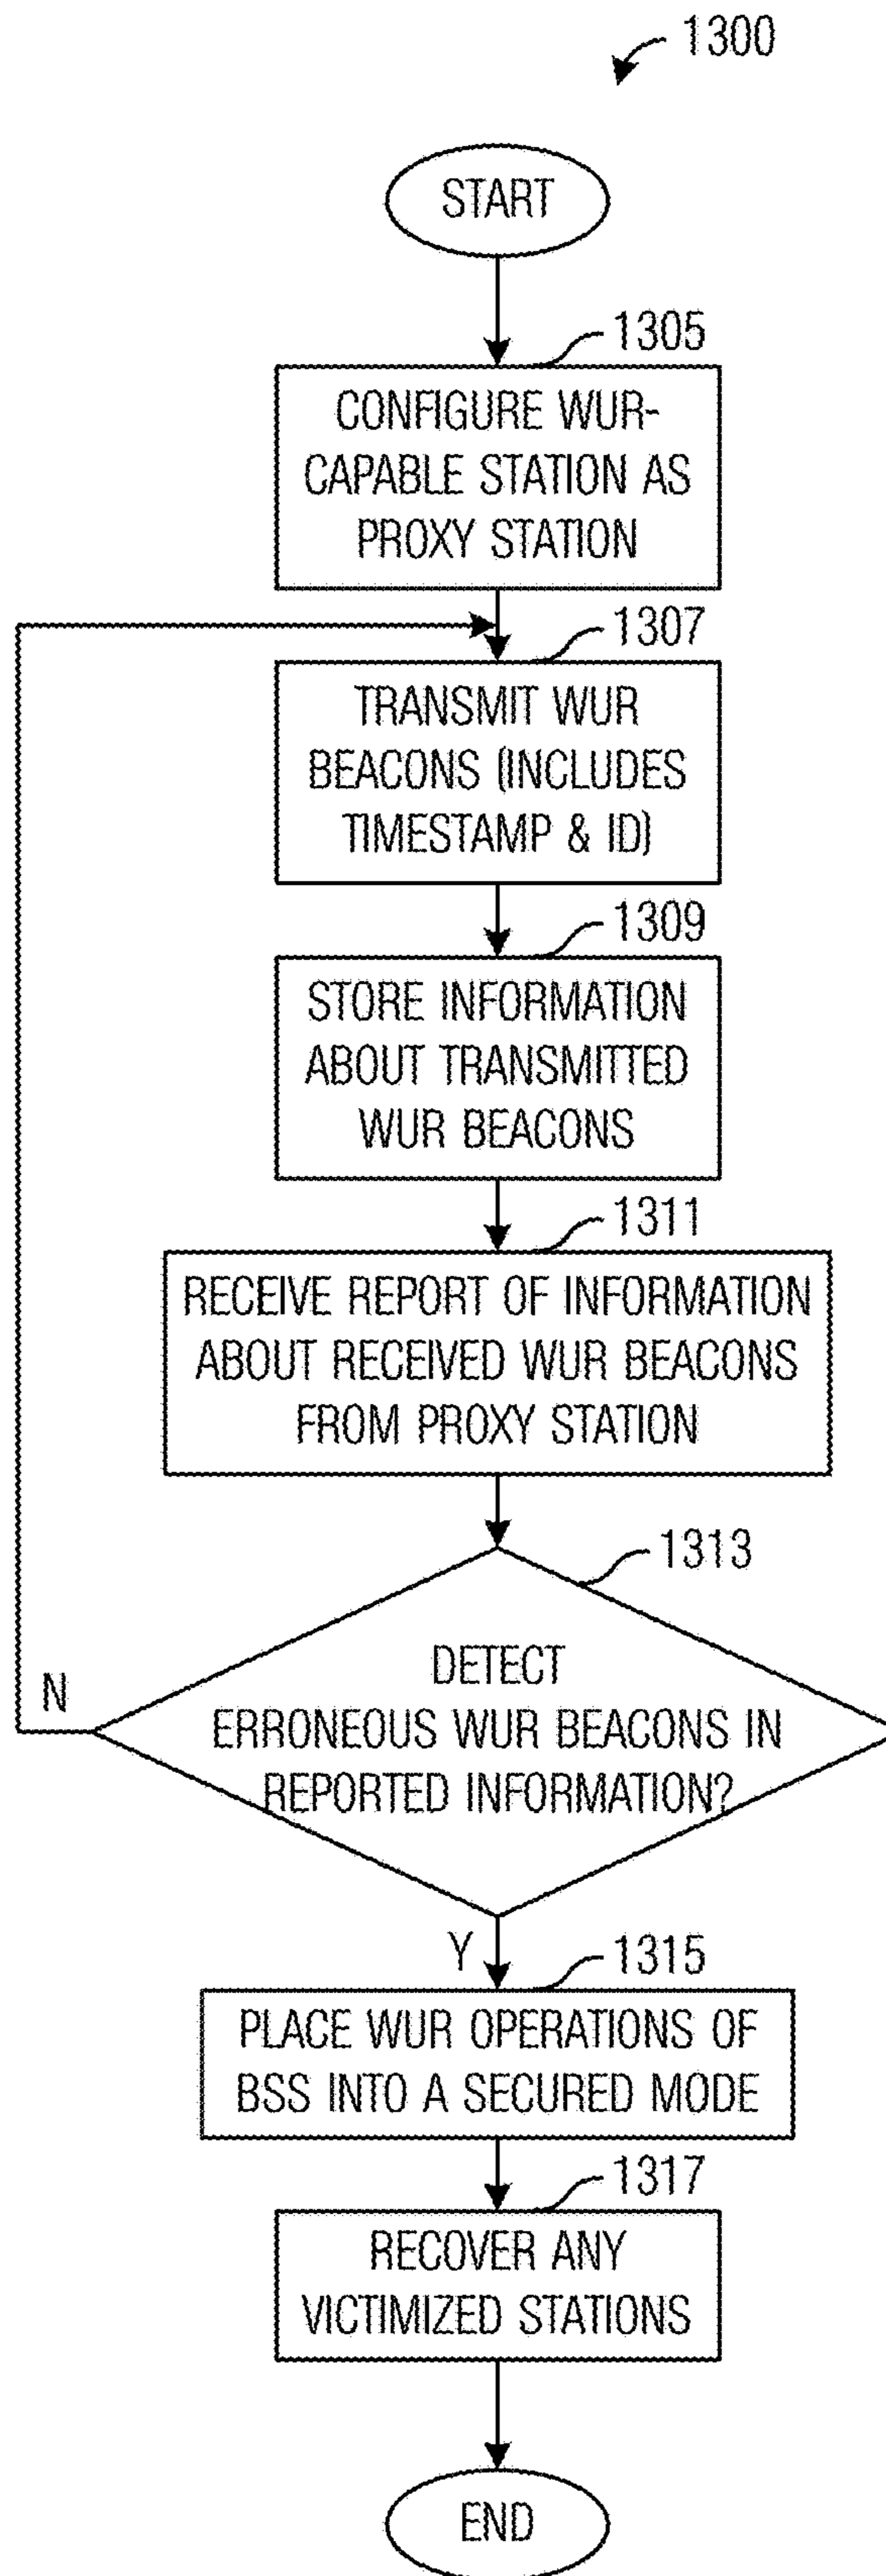 1300
START
1305
CONFIGURE WUR-
CAPABLE STATION AS
PROXY STATION
1307
TRANSMIT WUR
BEACONS (INCLUDES
TIMESTAMP & ID)
1309
STORE INFORMATION
ABOUT TRANSMITTED
WUR BEACONS
1311
RECEIVE REPORT OF INFORMATION
ABOUT RECEIVED WUR BEACONS
FROM PROXY STATION
1313
DETECT
ERRONEOUS WUR BEACONS IN
REPORTED INFORMATION?
N
Y
1315
PLACE WUR OPERATIONS OF
BSS INTO A SECURED MODE
1317
RECOVER ANY
VICTIMIZED STATIONS
END